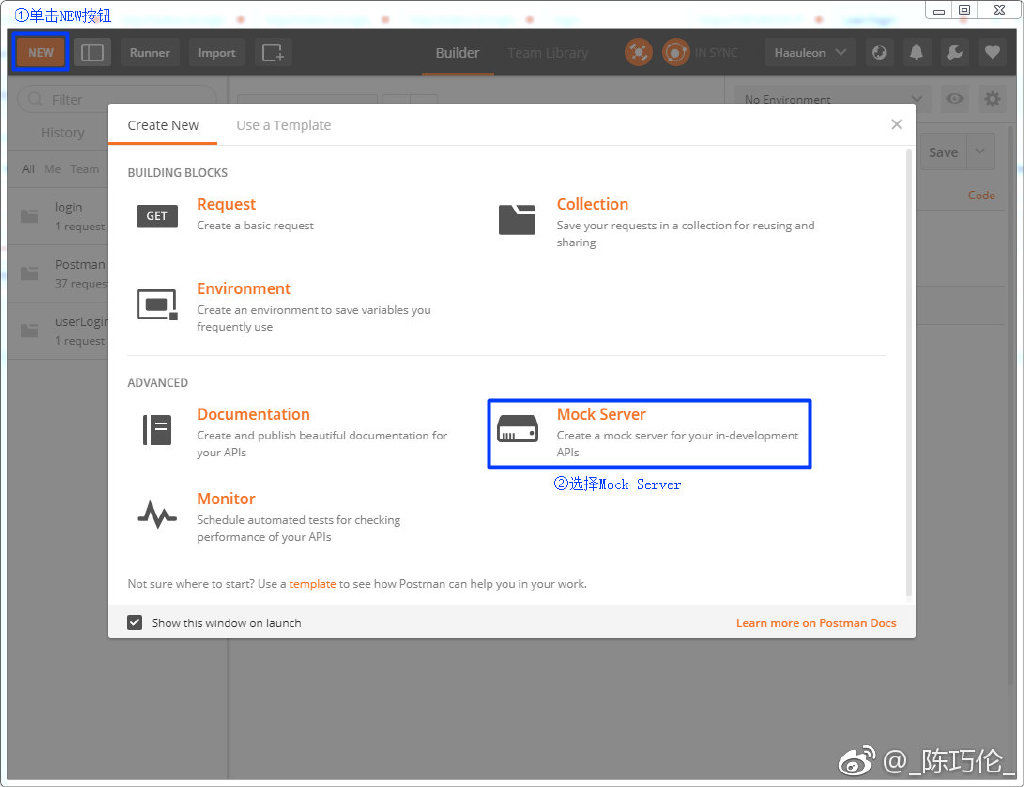 ①单击NEW按钮
NEW
Runner
Import
Builder
Team Library
IN SYNC
Haauleon
Filter
No Environment
History
All Me Team
Save
Code
login
1 request
Postman
37 reques
userLogin
1 request
Create New
Use a Template
BUILDING BLOCKS
GET
Request
Create a basic request
Collection
Save your requests in a collection for reusing and
sharing
Environment
Create an environment to save variables you
frequently use
ADVANCED
Documentation
Create and publish beautiful documentation for
your APIs
Mock Server
Create a mock server for your in-development
APIs
②选择Mock Server
Monitor
Schedule automated tests for checking
performance of your APIs
Not sure where to start? Use a template to see how Postman can help you in your work.
Show this window on launch
Learn more on Postman Docs
@_陈巧伦_